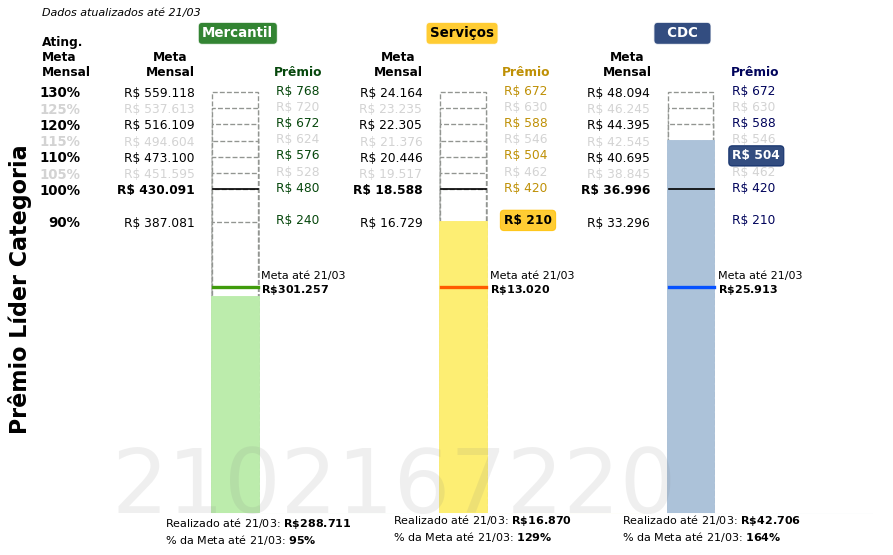 Dados atualizados até 21/03
Mercantil Serviços CDC
Ating. Meta Mensal Meta Mensal Prêmio Meta Mensal Prêmio Meta Mensal Prêmio
130% R$ 559.118 R$ 768 R$ 24.164 R$ 672 R$ 48.094 R$ 672
125% R$ 537.613 R$ 720 R$ 23.235 R$ 630 R$ 46.245 R$ 630
120% R$ 516.109 R$ 672 R$ 22.305 R$ 588 R$ 44.395 R$ 588
115% R$ 494.604 R$ 624 R$ 21.376 R$ 546 R$ 42.545 R$ 546
110% R$ 473.100 R$ 576 R$ 20.446 R$ 504 R$ 40.695 R$ 504
105% R$ 451.595 R$ 528 R$ 19.517 R$ 462 R$ 38.845 R$ 462
100% R$ 430.091 R$ 480 R$ 18.588 R$ 420 R$ 36.996 R$ 420
90% R$ 387.081 R$ 240 R$ 16.729 R$ 210 R$ 33.296 R$ 210
Meta até 21/03 Meta até 21/03 Meta até 21/03
R$301.257 R$13.020 R$25.913
Prêmio Líder Categoria
2102167220
Realizado até 21/03: R$288.711 Realizado até 21/03: R$16.870 Realizado até 21/03: R$42.706
% da Meta até 21/03: 95% % da Meta até 21/03: 129% % da Meta até 21/03: 164%